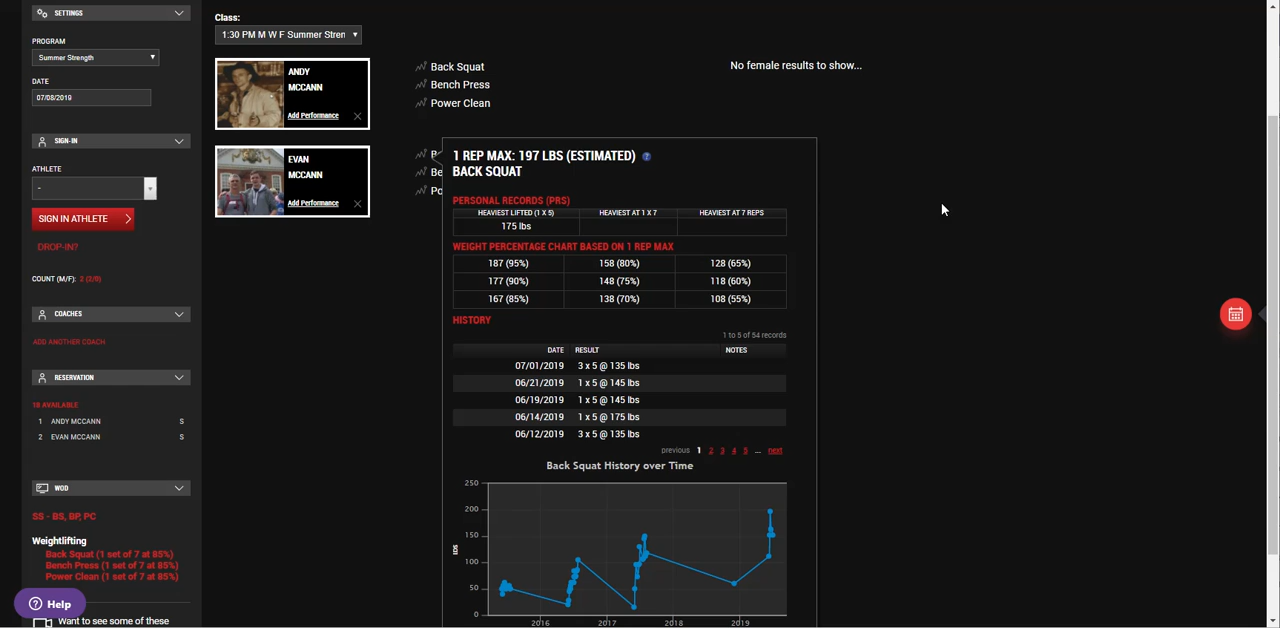 SETTINGS
PROGRAM
Summer Strength
DATE
07/08/2019
SIGN-IN
ATHLETE
-
SIGN IN ATHLETE
DROP-IN?
COUNT (M/F): 2 (2/0)
COACHES
ADD ANOTHER COACH
RESERVATION
18 AVAILABLE
1 ANDY MCCANN S
2 EVAN MCCANN S
WOD
SS - BS, BP, PC
Weightlifting
Back Squat (1 set of 7 at 85%)
Bench Press (1 set of 7 at 85%)
Power Clean (1 set of 7 at 85%)
Help
Want to see some of these
Class:
1:30 PM M W F Summer Stren
ANDY
MCCANN
Add Performance
EVAN
MCCANN
Add Performance
Back Squat
Bench Press
Power Clean
B
Be
Po
No female results to show...
1 REP MAX: 197 LBS (ESTIMATED) ?
BACK SQUAT
PERSONAL RECORDS (PRS)
HEAVIEST LIFTED (1 X 5) HEAVIEST AT 1 X 7 HEAVIEST AT 7 REPS
175 lbs
WEIGHT PERCENTAGE CHART BASED ON 1 REP MAX
187 (95%) 158 (80%) 128 (65%)
177 (90%) 148 (75%) 118 (60%)
167 (85%) 138 (70%) 108 (55%)
HISTORY
1 to 5 of 54 records
DATE RESULT NOTES
07/01/2019 3 x 5 @ 135 lbs
06/21/2019 1 x 5 @ 145 lbs
06/19/2019 1 x 5 @ 145 lbs
06/14/2019 1 x 5 @ 175 lbs
06/12/2019 3 x 5 @ 135 lbs
previous 1 2 3 4 5 ... next
Back Squat History over Time
250
200
150
100
50
0
lbs
2016 2017 2018 2019